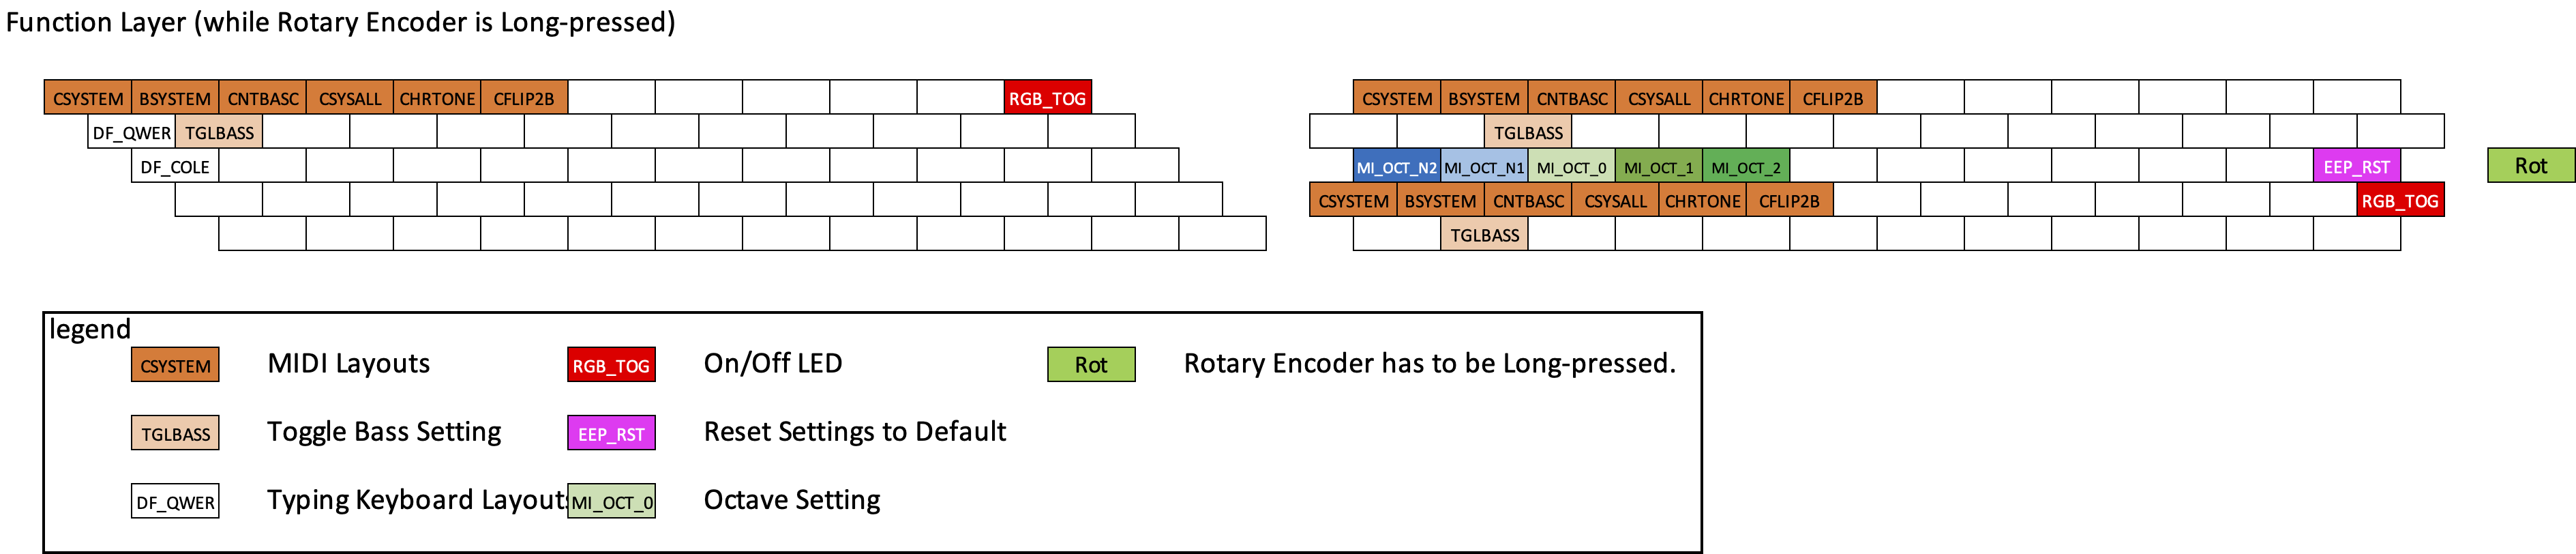 Function Layer (while Rotary Encoder is Long-pressed)
CSYSTEM BSYSTEM CNTBASC CSYSALL CHRTONE CFLIP2B RGB_TOG CSYSTEM BSYSTEM CNTBASC CSYSALL CHRTONE CFLIP2B
DF_QWER TGLBASS TGLBASS
DF_COLE MI_OCT_N2 MI_OCT_N1 MI_OCT_0 MI_OCT_1 MI_OCT_2 EEP_RST Rot
CSYSTEM BSYSTEM CNTBASC CSYSALL CHRTONE CFLIP2B RGB_TOG
TGLBASS
legend
CSYSTEM MIDI Layouts RGB_TOG On/Off LED Rot Rotary Encoder has to be Long-pressed.
TGLBASS Toggle Bass Setting EEP_RST Reset Settings to Default
DF_QWER Typing Keyboard Layouts MI_OCT_0 Octave Setting